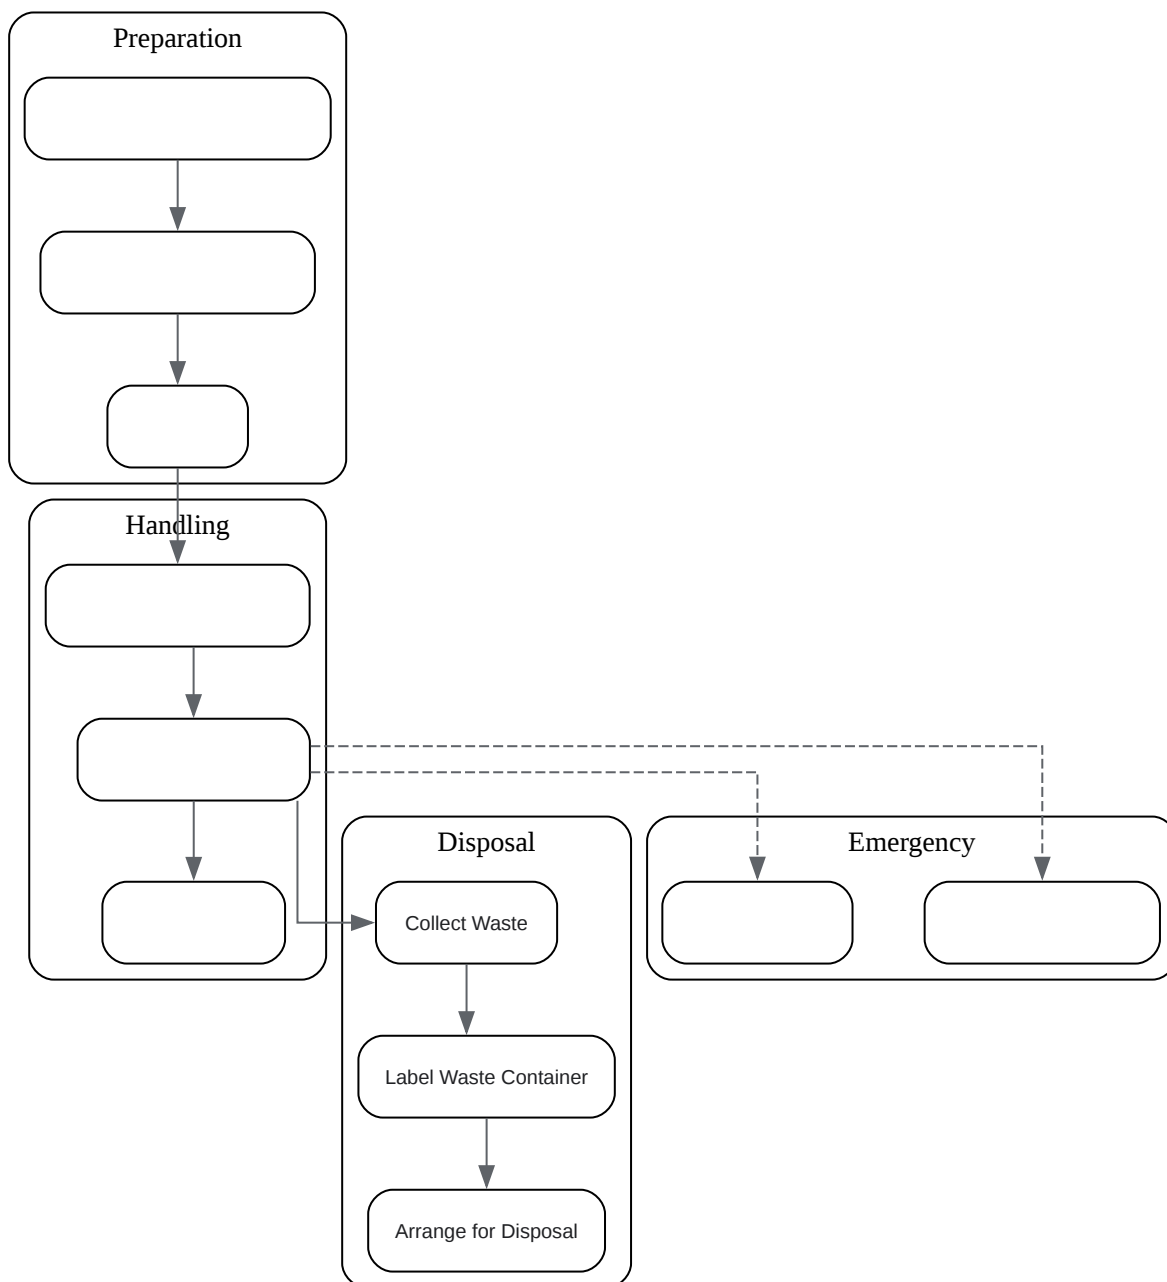 Preparation
Handling
Disposal
Emergency
Collect Waste
Label Waste Container
Arrange for Disposal